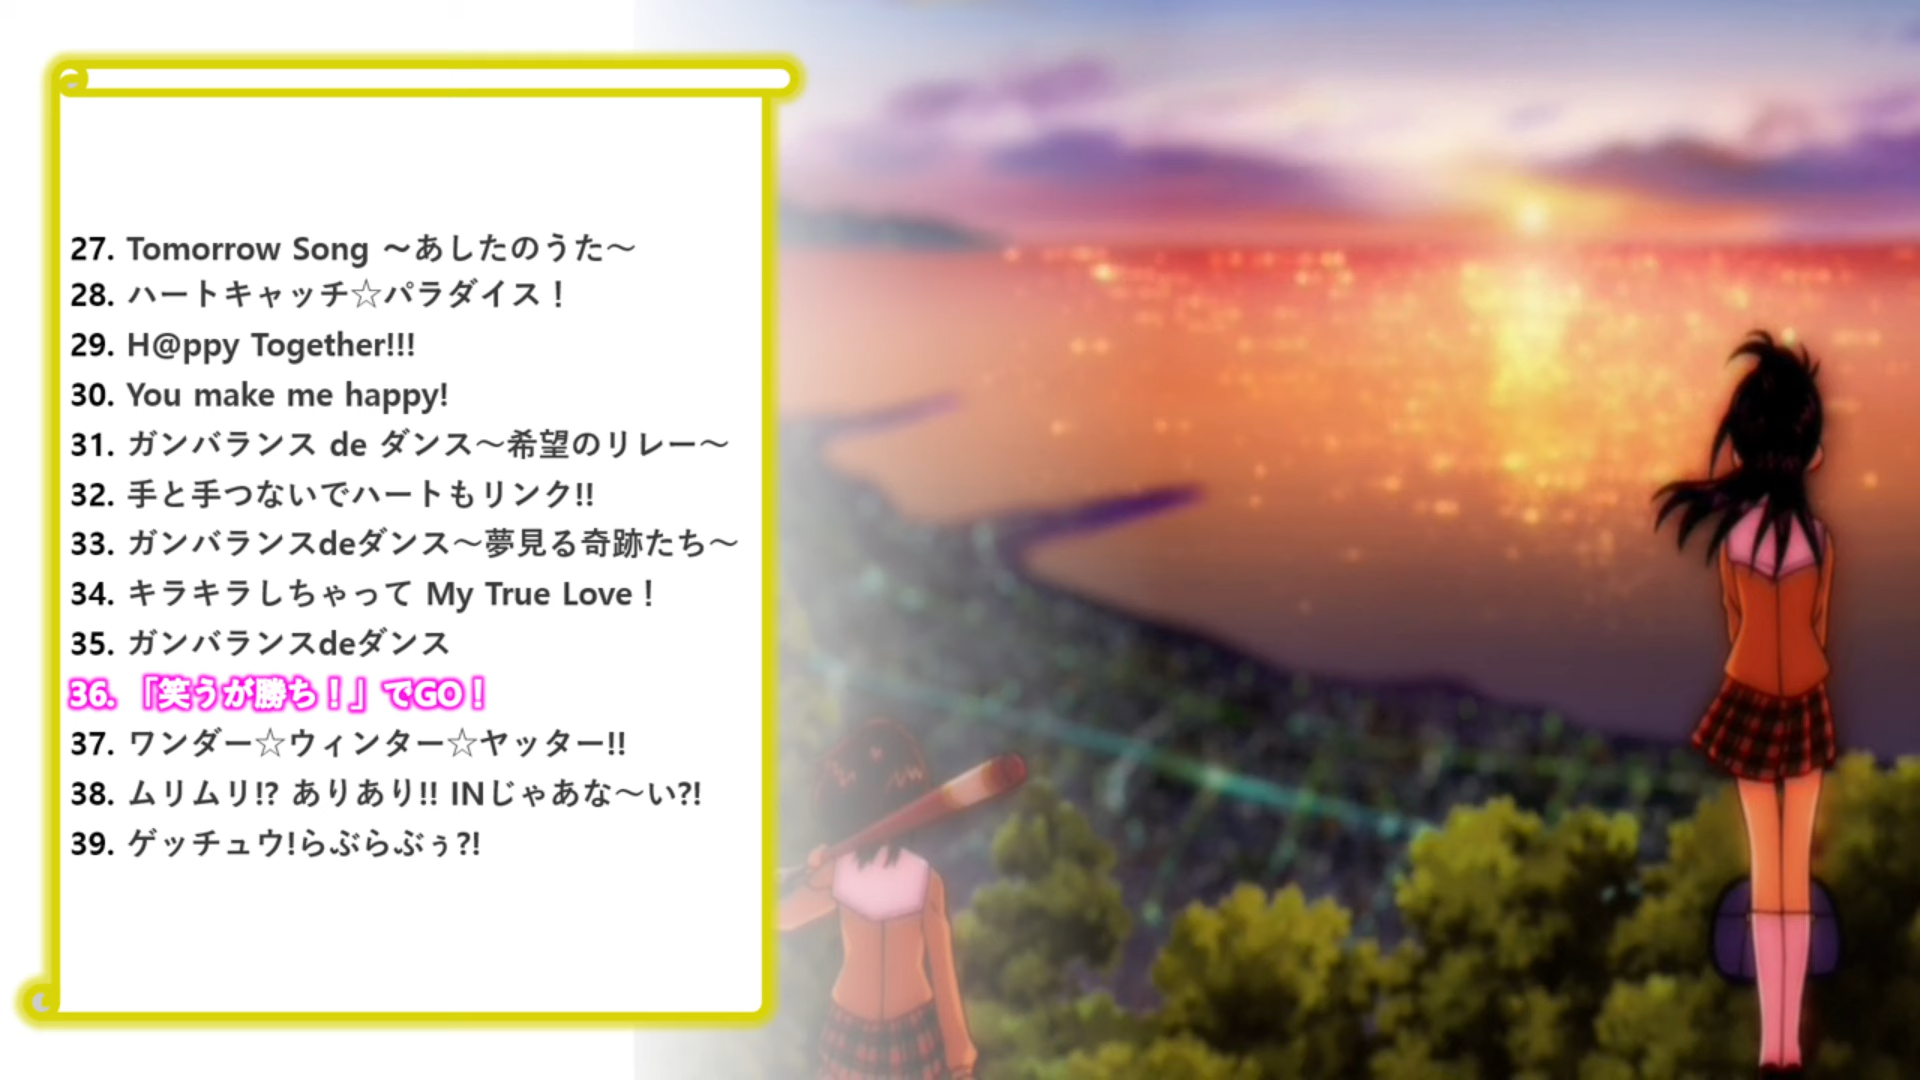 27. Tomorrow Song 〜あしたのうた〜
28. ハートキャッチ☆パラダイス！
29. H@ppy Together!!!
30. You make me happy!
31. ガンバランス de ダンス〜希望のリレー〜
32. 手と手つないでハートもリンク!!
33. ガンバランスdeダンス〜夢見る奇跡たち〜
34. キラキラしちゃって My True Love！
35. ガンバランスdeダンス
36. 「笑うが勝ち！」でGO！
37. ワンダー☆ウィンター☆ヤッター!!
38. ムリムリ!? ありあり!! INじゃあな〜い?!
39. ゲッチュウ!らぶらぶぅ?!